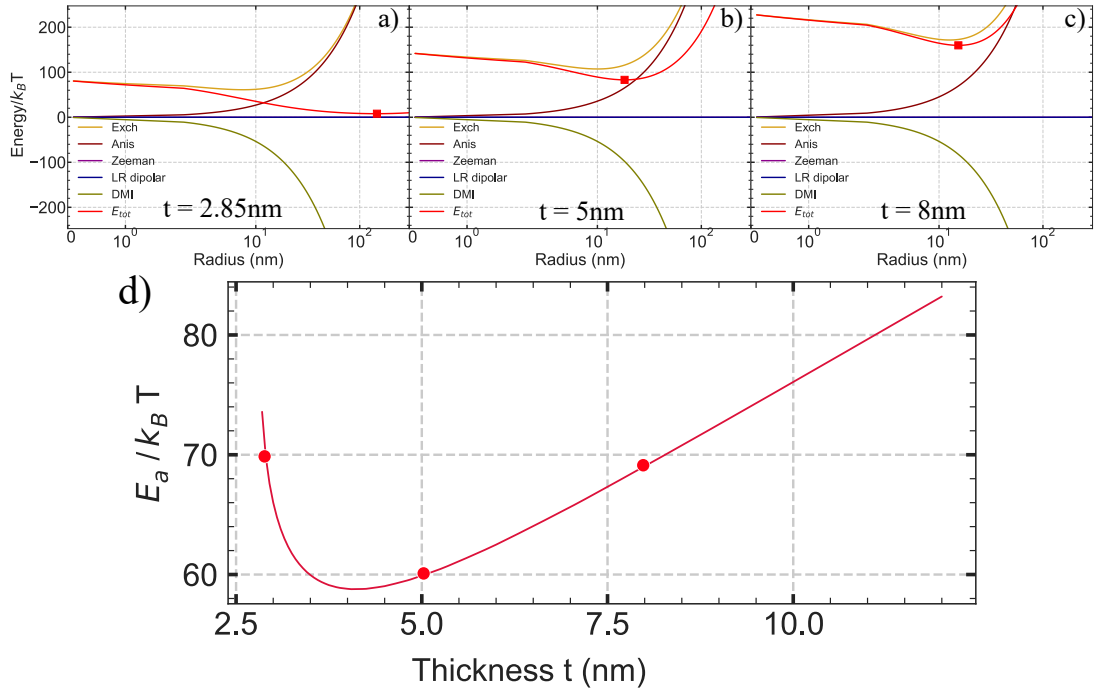 a)
b)
c)
200
100
0
−100
−200
Energy/k_B T
Exch
Anis
Zeeman
LR dipolar
DMI
E_tot
t = 2.85nm
Exch
Anis
Zeeman
LR dipolar
DMI
E_tot
t = 5nm
Exch
Anis
Zeeman
LR dipolar
DMI
E_tot
t = 8nm
0 10^0 10^1 10^2
0 10^0 10^1 10^2
0 10^0 10^1 10^2
Radius (nm)
Radius (nm)
Radius (nm)
d)
80
70
60
E_a / k_B T
2.5 5.0 7.5 10.0
Thickness t (nm)